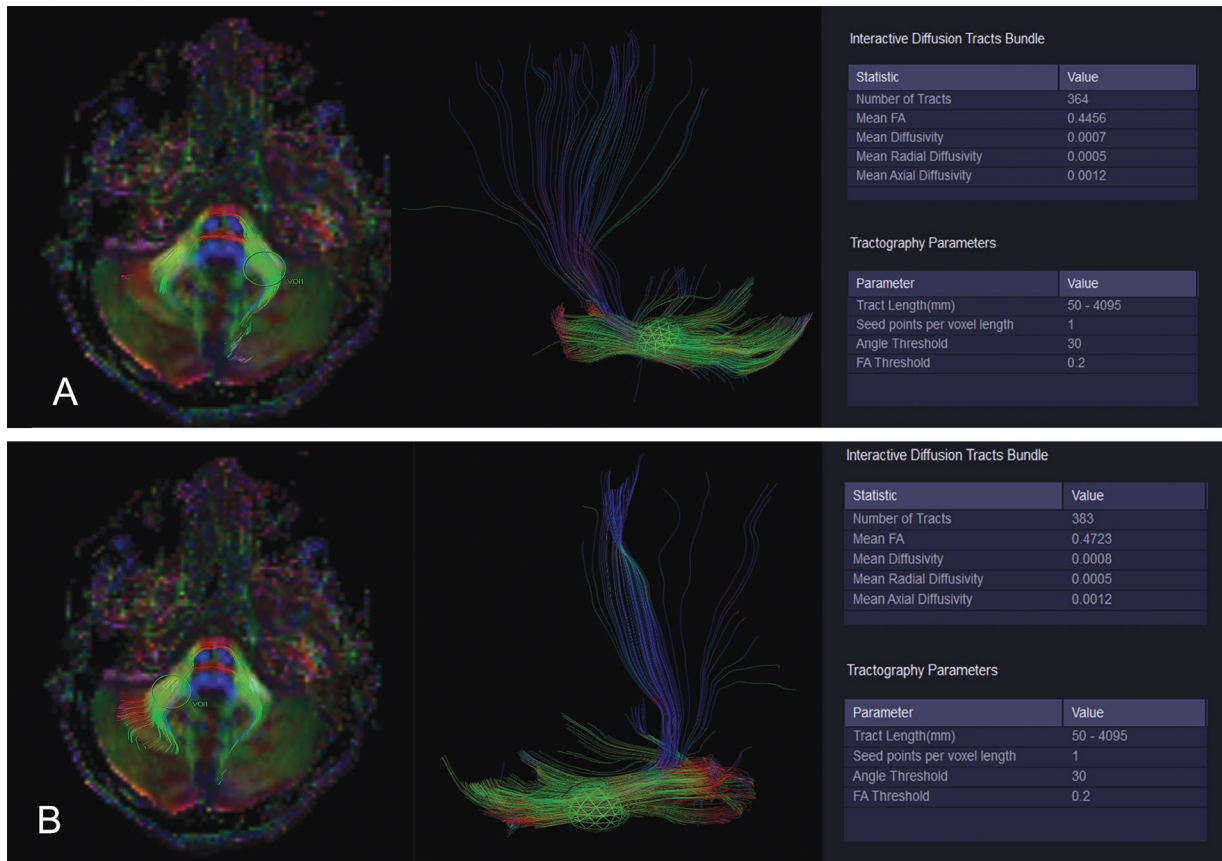 Interactive Diffusion Tracts Bundle
Statistic Value
Number of Tracts 364
Mean FA 0.4456
Mean Diffusivity 0.0007
Mean Radial Diffusivity 0.0005
Mean Axial Diffusivity 0.0012
VOI1
Tractography Parameters
Parameter Value
Tract Length(mm) 50 - 4095
Seed points per voxel length 1
Angle Threshold 30
FA Threshold 0.2
A
Interactive Diffusion Tracts Bundle
Statistic Value
Number of Tracts 383
Mean FA 0.4723
Mean Diffusivity 0.0008
Mean Radial Diffusivity 0.0005
Mean Axial Diffusivity 0.0012
VOI1
Tractography Parameters
Parameter Value
Tract Length(mm) 50 - 4095
Seed points per voxel length 1
Angle Threshold 30
FA Threshold 0.2
B